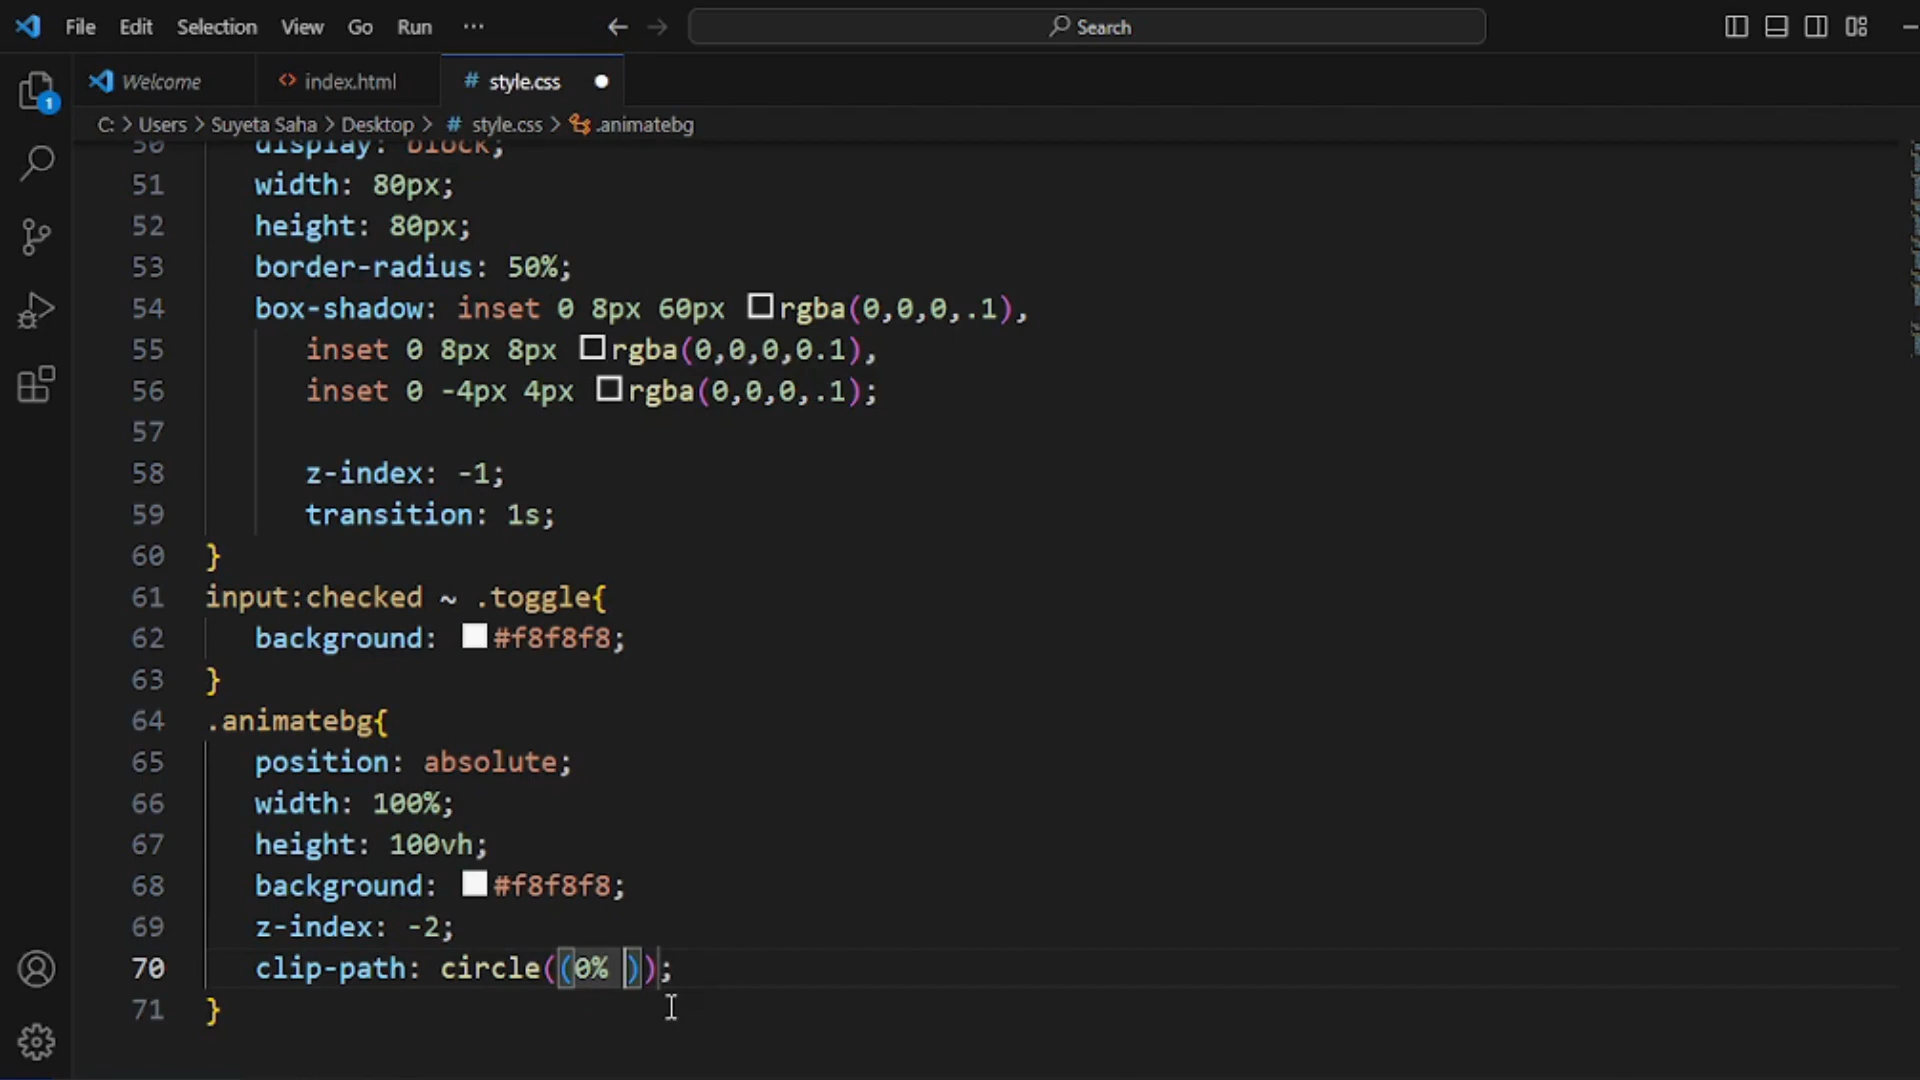 File Edit Selection View Go Run ··· Search
Welcome index.html # style.css
C: > Users > Suyeta Saha > Desktop > # style.css > .animatebg
1
50 display: block;
51 width: 80px;
52 height: 80px;
53 border-radius: 50%;
54 box-shadow: inset 0 8px 60px rgba(0,0,0,.1),
55 inset 0 8px 8px rgba(0,0,0,0.1),
56 inset 0 -4px 4px rgba(0,0,0,.1);
57
58 z-index: -1;
59 transition: 1s;
60 }
61 input:checked ~ .toggle{
62 background: #f8f8f8;
63 }
64 .animatebg{
65 position: absolute;
66 width: 100%;
67 height: 100vh;
68 background: #f8f8f8;
69 z-index: -2;
70 clip-path: circle((0% ));
71 }